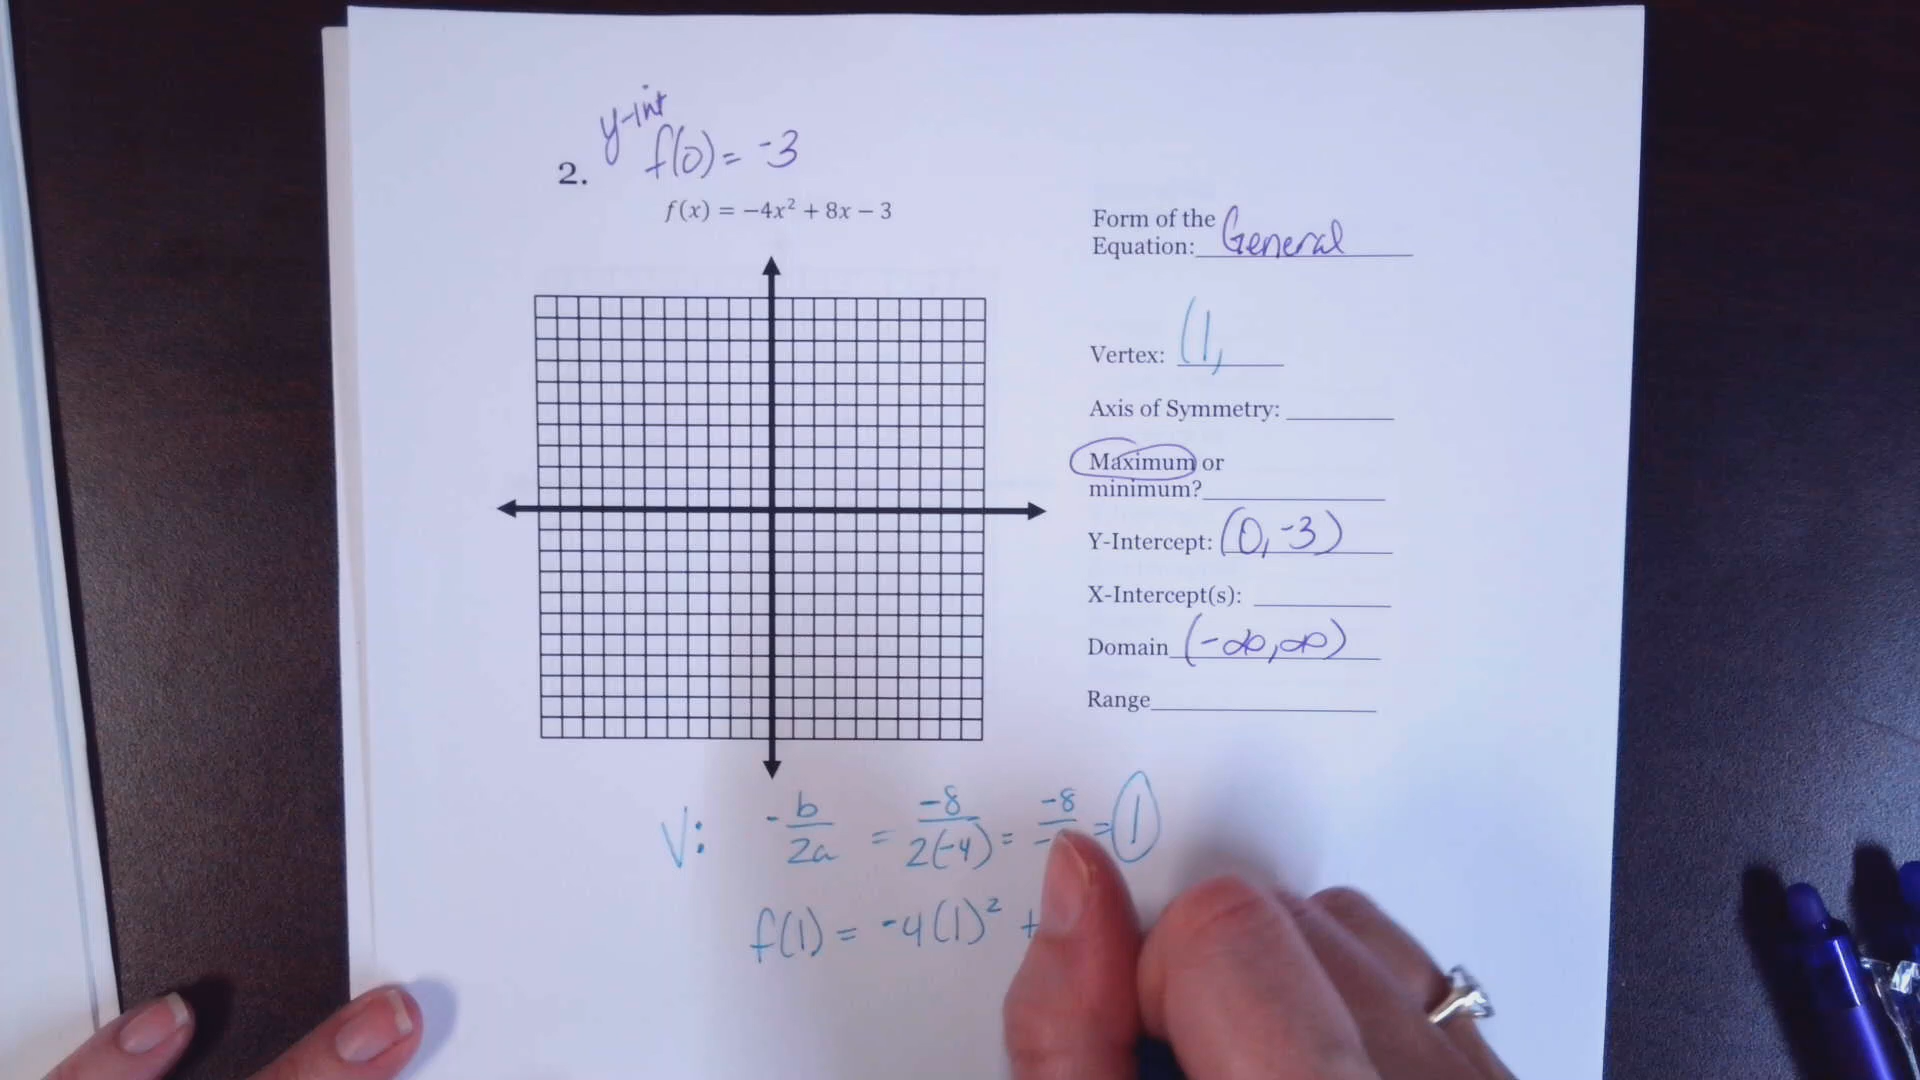 y-int
2. f(0) = -3
f(x) = −4x² + 8x − 3
Form of the
Equation: General
Vertex: (1,
Axis of Symmetry:
Maximum or
minimum?
Y-Intercept: (0, -3)
X-Intercept(s):
Domain (-∞, ∞)
Range
V: -b/2a = -8/2(-4) = -8/- = 1
f(1) = -4(1)² +